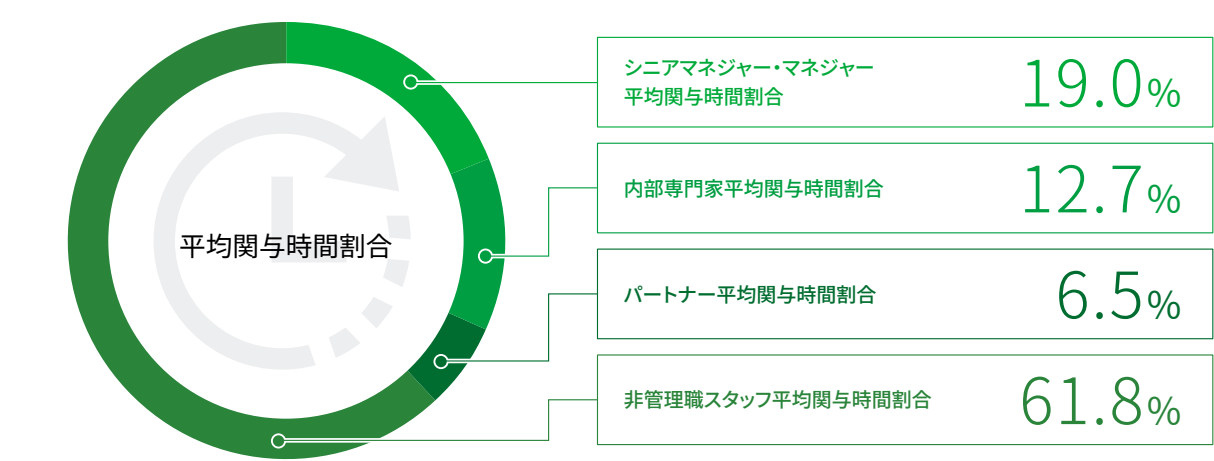 平均関与時間割合
シニアマネジャー・マネジャー
平均関与時間割合
19.0%
内部専門家平均関与時間割合
12.7%
パートナー平均関与時間割合
6.5%
非管理職スタッフ平均関与時間割合
61.8%